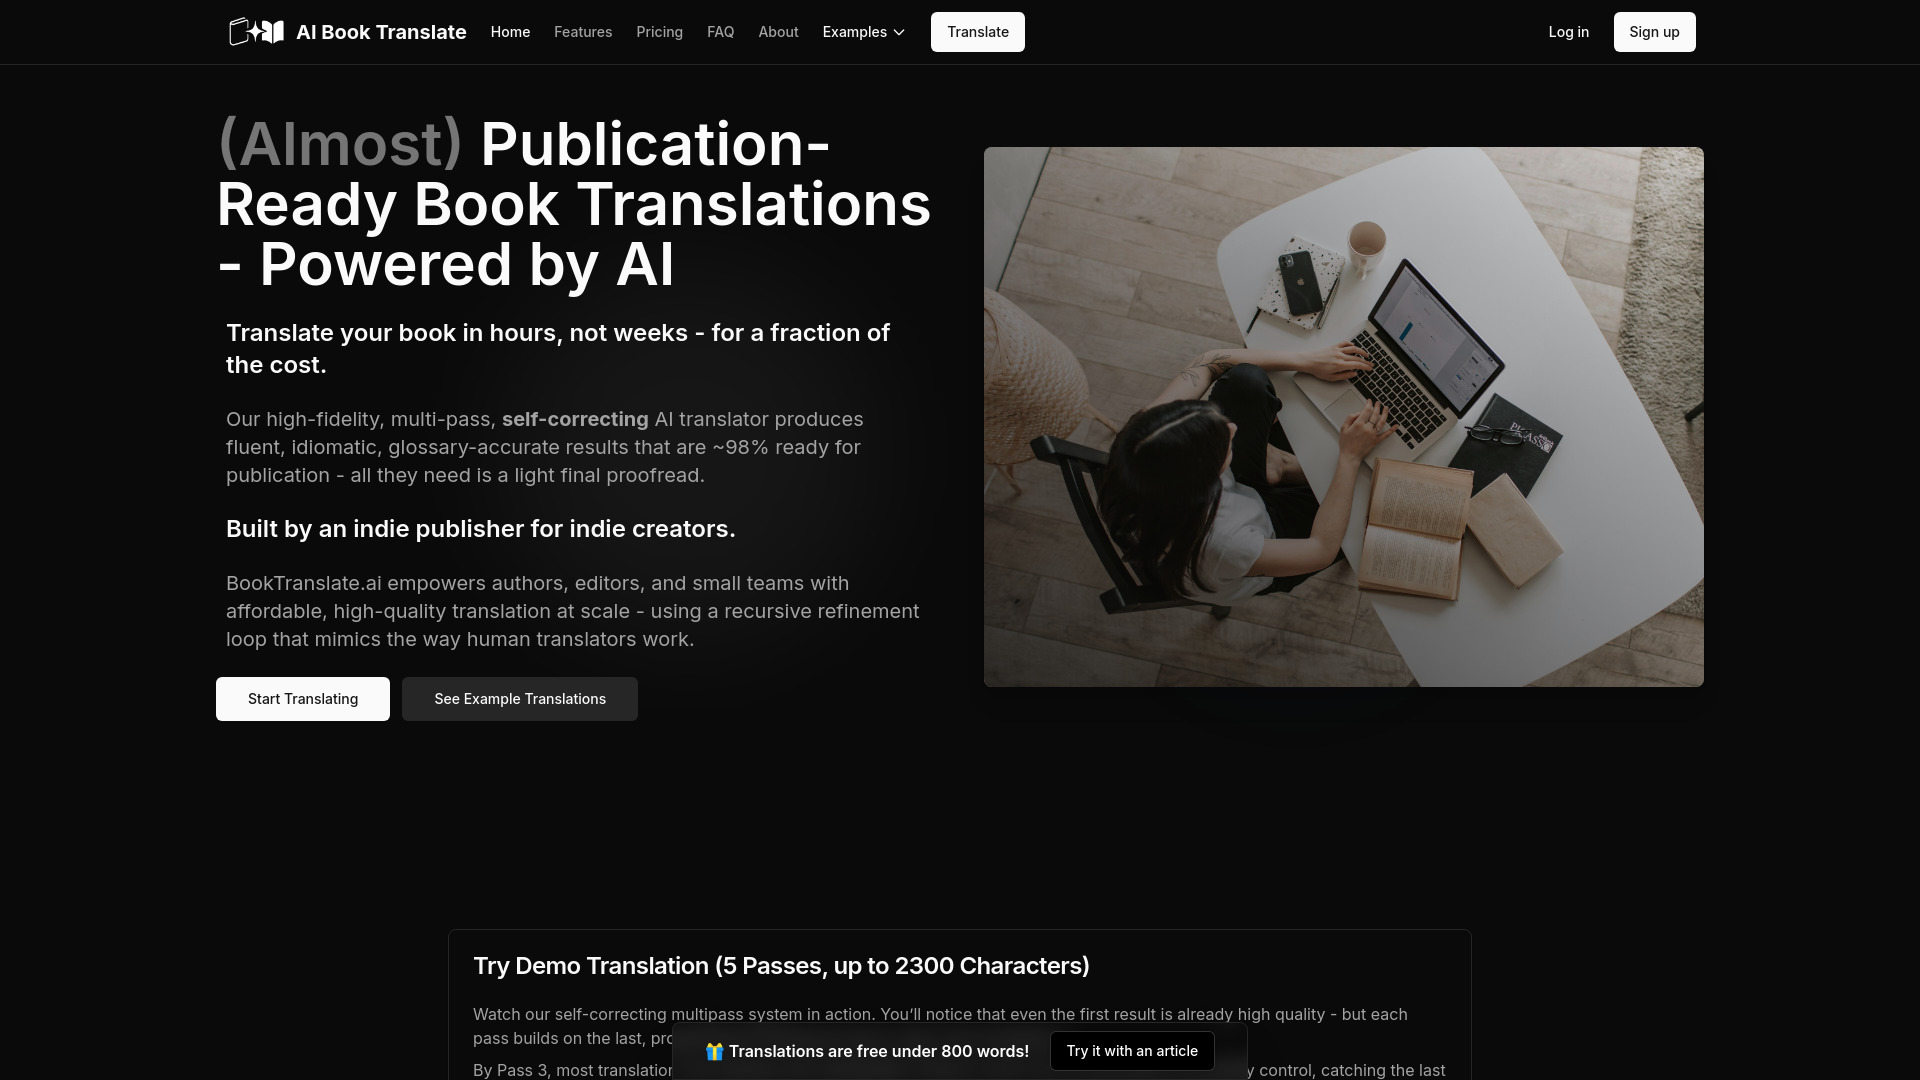 AI Book Translate
Home
Features
Pricing
FAQ
About
Examples
Translate
Log in
Sign up
(Almost) Publication-
Ready Book Translations
- Powered by AI
Translate your book in hours, not weeks - for a fraction of
the cost.
Our high-fidelity, multi-pass, self-correcting AI translator produces
fluent, idiomatic, glossary-accurate results that are ~98% ready for
publication - all they need is a light final proofread.
Built by an indie publisher for indie creators.
BookTranslate.ai empowers authors, editors, and small teams with
affordable, high-quality translation at scale - using a recursive refinement
loop that mimics the way human translators work.
Start Translating
See Example Translations
PICASSO
Try Demo Translation (5 Passes, up to 2300 Characters)
Watch our self-correcting multipass system in action. You’ll notice that even the first result is already high quality - but each
pass builds on the last,
By Pass 3, most control, catching the last
🎁 Translations are free under 800 words!
Try it with an article